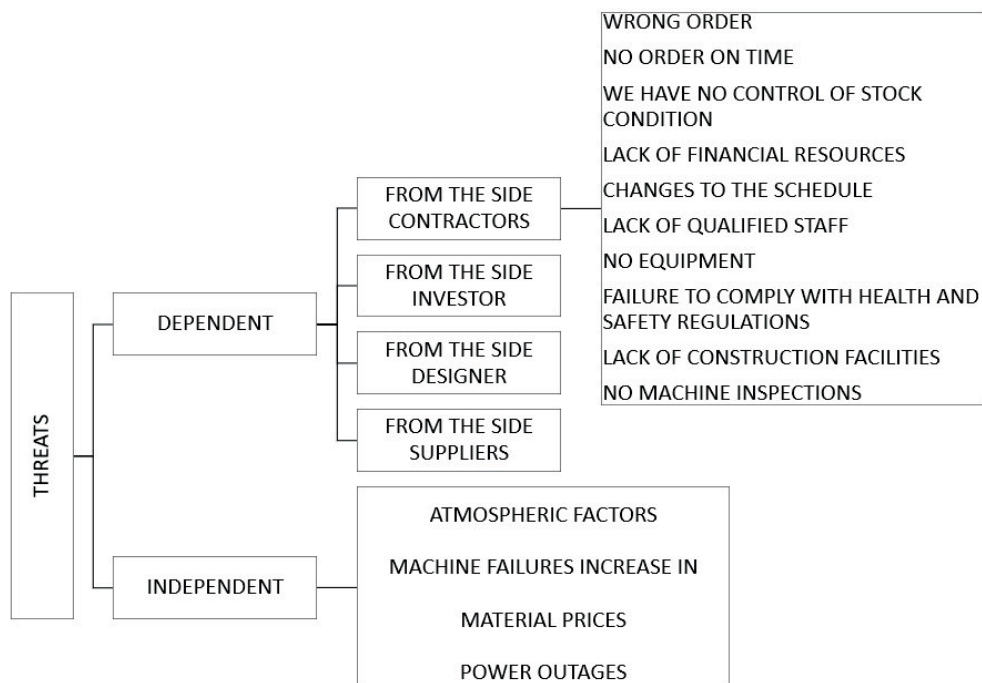 THREATS
DEPENDENT
FROM THE SIDE
CONTRACTORS
WRONG ORDER
NO ORDER ON TIME
WE HAVE NO CONTROL OF STOCK
CONDITION
LACK OF FINANCIAL RESOURCES
CHANGES TO THE SCHEDULE
LACK OF QUALIFIED STAFF
NO EQUIPMENT
FAILURE TO COMPLY WITH HEALTH AND
SAFETY REGULATIONS
LACK OF CONSTRUCTION FACILITIES
NO MACHINE INSPECTIONS
FROM THE SIDE
INVESTOR
FROM THE SIDE
DESIGNER
FROM THE SIDE
SUPPLIERS
INDEPENDENT
ATMOSPHERIC FACTORS
MACHINE FAILURES INCREASE IN
MATERIAL PRICES
POWER OUTAGES